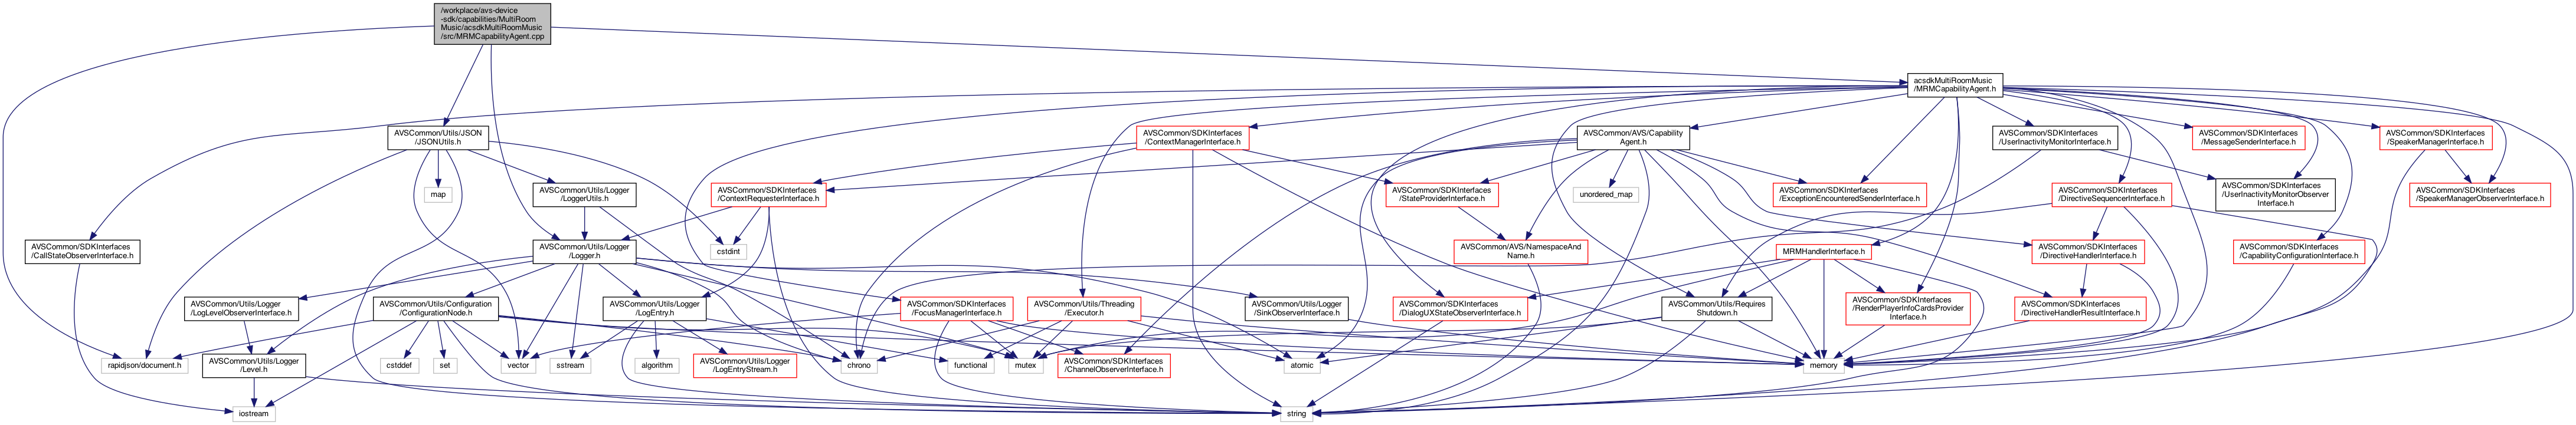 /workplace/avs-device
-sdk/capabilities/MultiRoom
Music/acsdkMultiRoomMusic
/src/MRMCapabilityAgent.cpp
acsdkMultiRoomMusic
/MRMCapabilityAgent.h
AVSCommon/Utils/JSON
/JSONUtils.h
AVSCommon/SDKInterfaces
/ContextManagerInterface.h
AVSCommon/AVS/Capability
Agent.h
AVSCommon/SDKInterfaces
/UserInactivityMonitorInterface.h
AVSCommon/SDKInterfaces
/MessageSenderInterface.h
AVSCommon/SDKInterfaces
/SpeakerManagerInterface.h
map
AVSCommon/Utils/Logger
/LoggerUtils.h
AVSCommon/SDKInterfaces
/ContextRequesterInterface.h
AVSCommon/SDKInterfaces
/StateProviderInterface.h
unordered_map
AVSCommon/SDKInterfaces
/ExceptionEncounteredSenderInterface.h
AVSCommon/SDKInterfaces
/DirectiveSequencerInterface.h
AVSCommon/SDKInterfaces
/UserInactivityMonitorObserver
Interface.h
AVSCommon/SDKInterfaces
/SpeakerManagerObserverInterface.h
AVSCommon/SDKInterfaces
/CallStateObserverInterface.h
AVSCommon/Utils/Logger
/Logger.h
cstdint
AVSCommon/AVS/NamespaceAnd
Name.h
MRMHandlerInterface.h
AVSCommon/SDKInterfaces
/DirectiveHandlerInterface.h
AVSCommon/SDKInterfaces
/CapabilityConfigurationInterface.h
AVSCommon/Utils/Logger
/LogLevelObserverInterface.h
AVSCommon/Utils/Configuration
/ConfigurationNode.h
AVSCommon/Utils/Logger
/LogEntry.h
AVSCommon/SDKInterfaces
/FocusManagerInterface.h
AVSCommon/Utils/Threading
/Executor.h
AVSCommon/Utils/Logger
/SinkObserverInterface.h
AVSCommon/SDKInterfaces
/DialogUXStateObserverInterface.h
AVSCommon/Utils/Requires
Shutdown.h
AVSCommon/SDKInterfaces
/RenderPlayerInfoCardsProvider
Interface.h
AVSCommon/SDKInterfaces
/DirectiveHandlerResultInterface.h
rapidjson/document.h
AVSCommon/Utils/Logger
/Level.h
cstddef
set
vector
sstream
algorithm
AVSCommon/Utils/Logger
/LogEntryStream.h
chrono
functional
mutex
AVSCommon/SDKInterfaces
/ChannelObserverInterface.h
atomic
memory
iostream
string